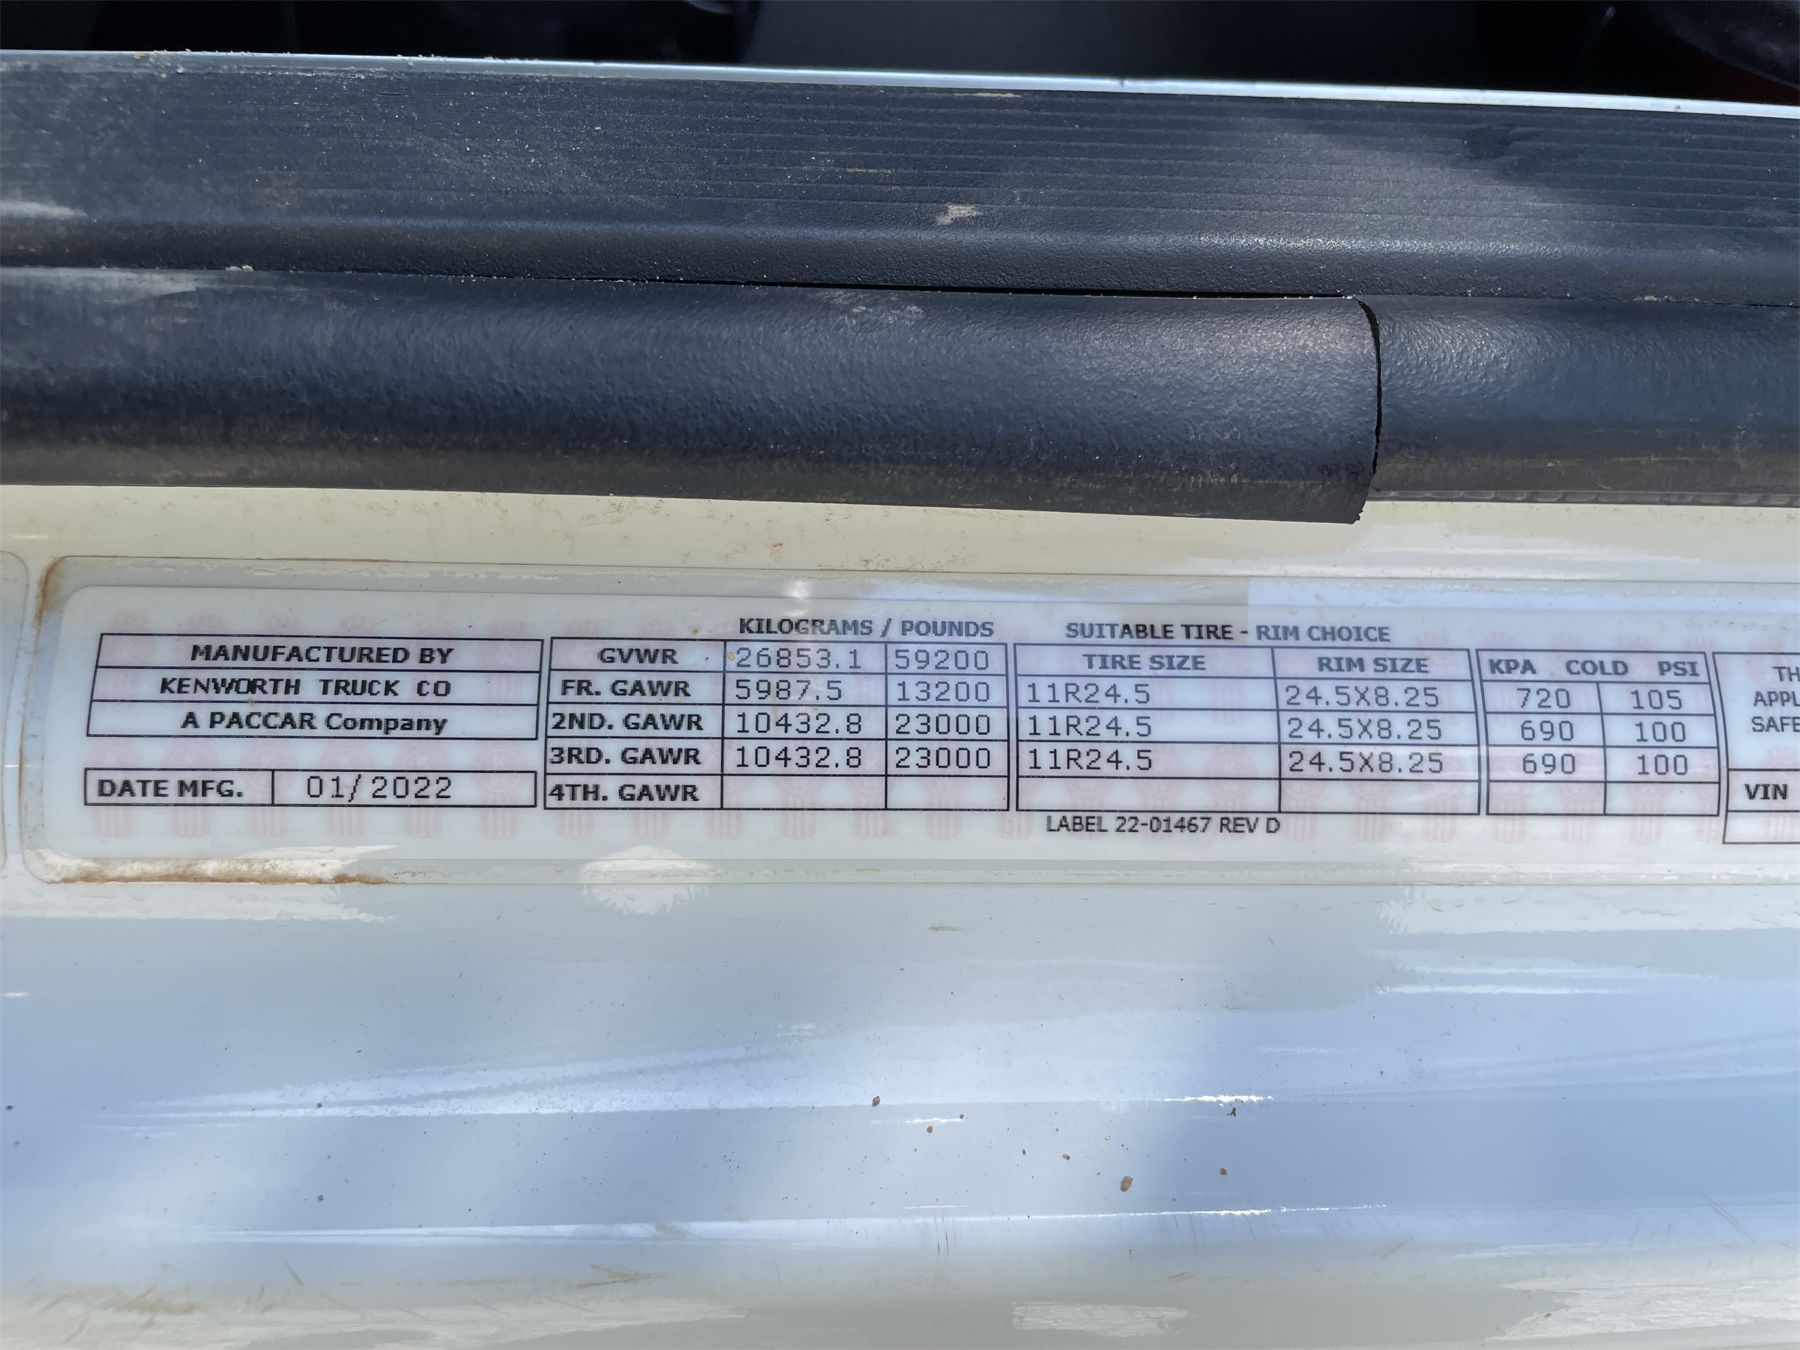 KILOGRAMS / POUNDS SUITABLE TIRE - RIM CHOICE
MANUFACTURED BY GVWR 26853.1 59200 TIRE SIZE RIM SIZE KPA COLD PSI
KENWORTH TRUCK CO FR. GAWR 5987.5 13200 11R24.5 24.5X8.25 720 105
A PACCAR Company 2ND. GAWR 10432.8 23000 11R24.5 24.5X8.25 690 100
3RD. GAWR 10432.8 23000 11R24.5 24.5X8.25 690 100
DATE MFG. 01/2022 4TH. GAWR
LABEL 22-01467 REV D
TH
APPL
SAFE
VIN